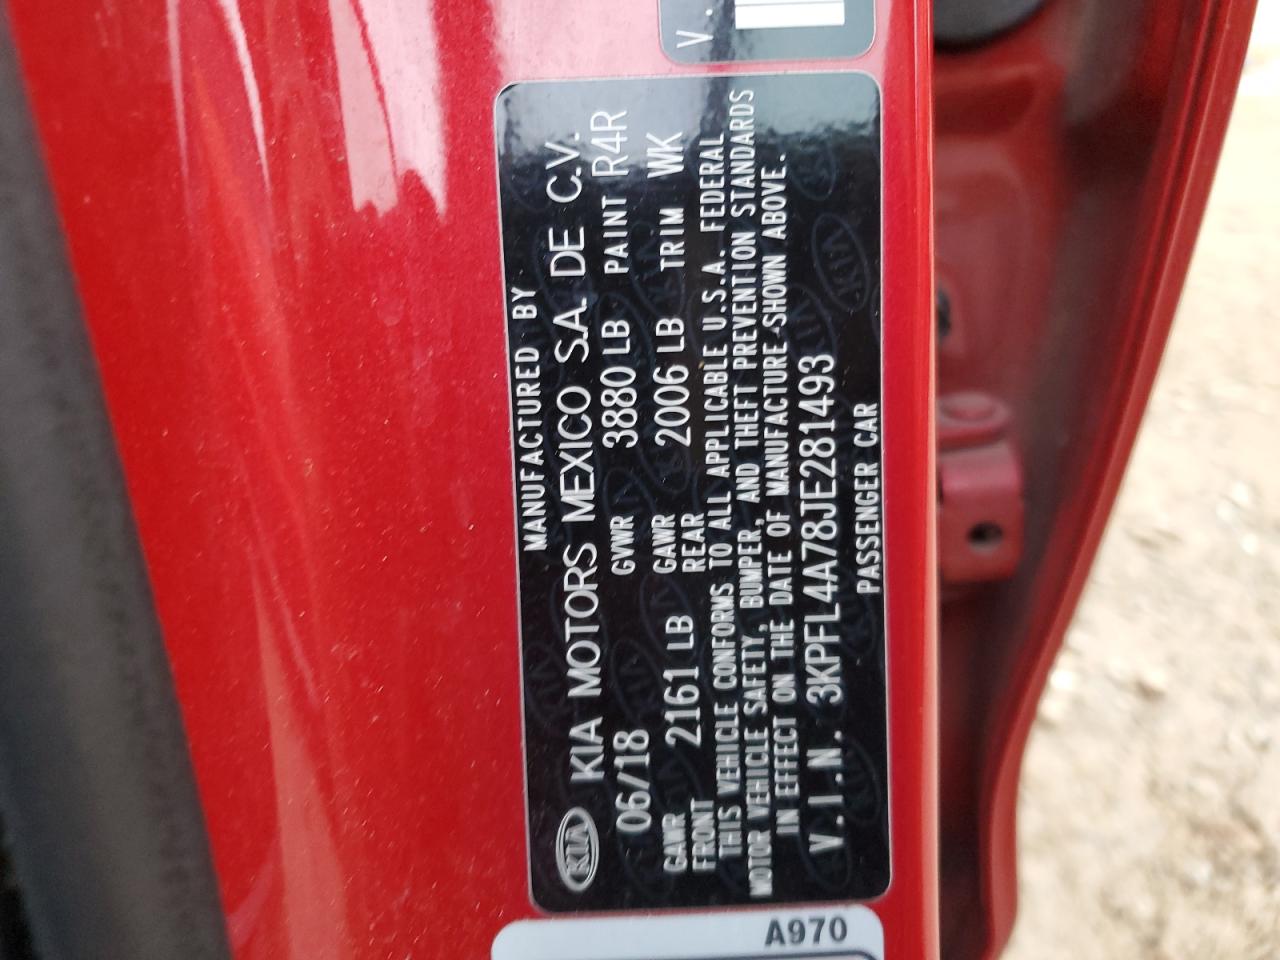 V.
MANUFACTURED BY
KIA KIA MOTORS MEXICO S.A. DE C.V.
06/18 GVWR 3880 LB PAINT R4R
GAWR FRONT 2161 LB GAWR REAR 2006 LB TRIM WK
THIS VEHICLE CONFORMS TO ALL APPLICABLE U.S.A. FEDERAL
MOTOR VEHICLE SAFETY, BUMPER, AND THEFT PREVENTION STANDARDS
IN EFFECT ON THE DATE OF MANUFACTURE SHOWN ABOVE.
V.I.N. 3KPFL4A78JE281493
PASSENGER CAR
A970